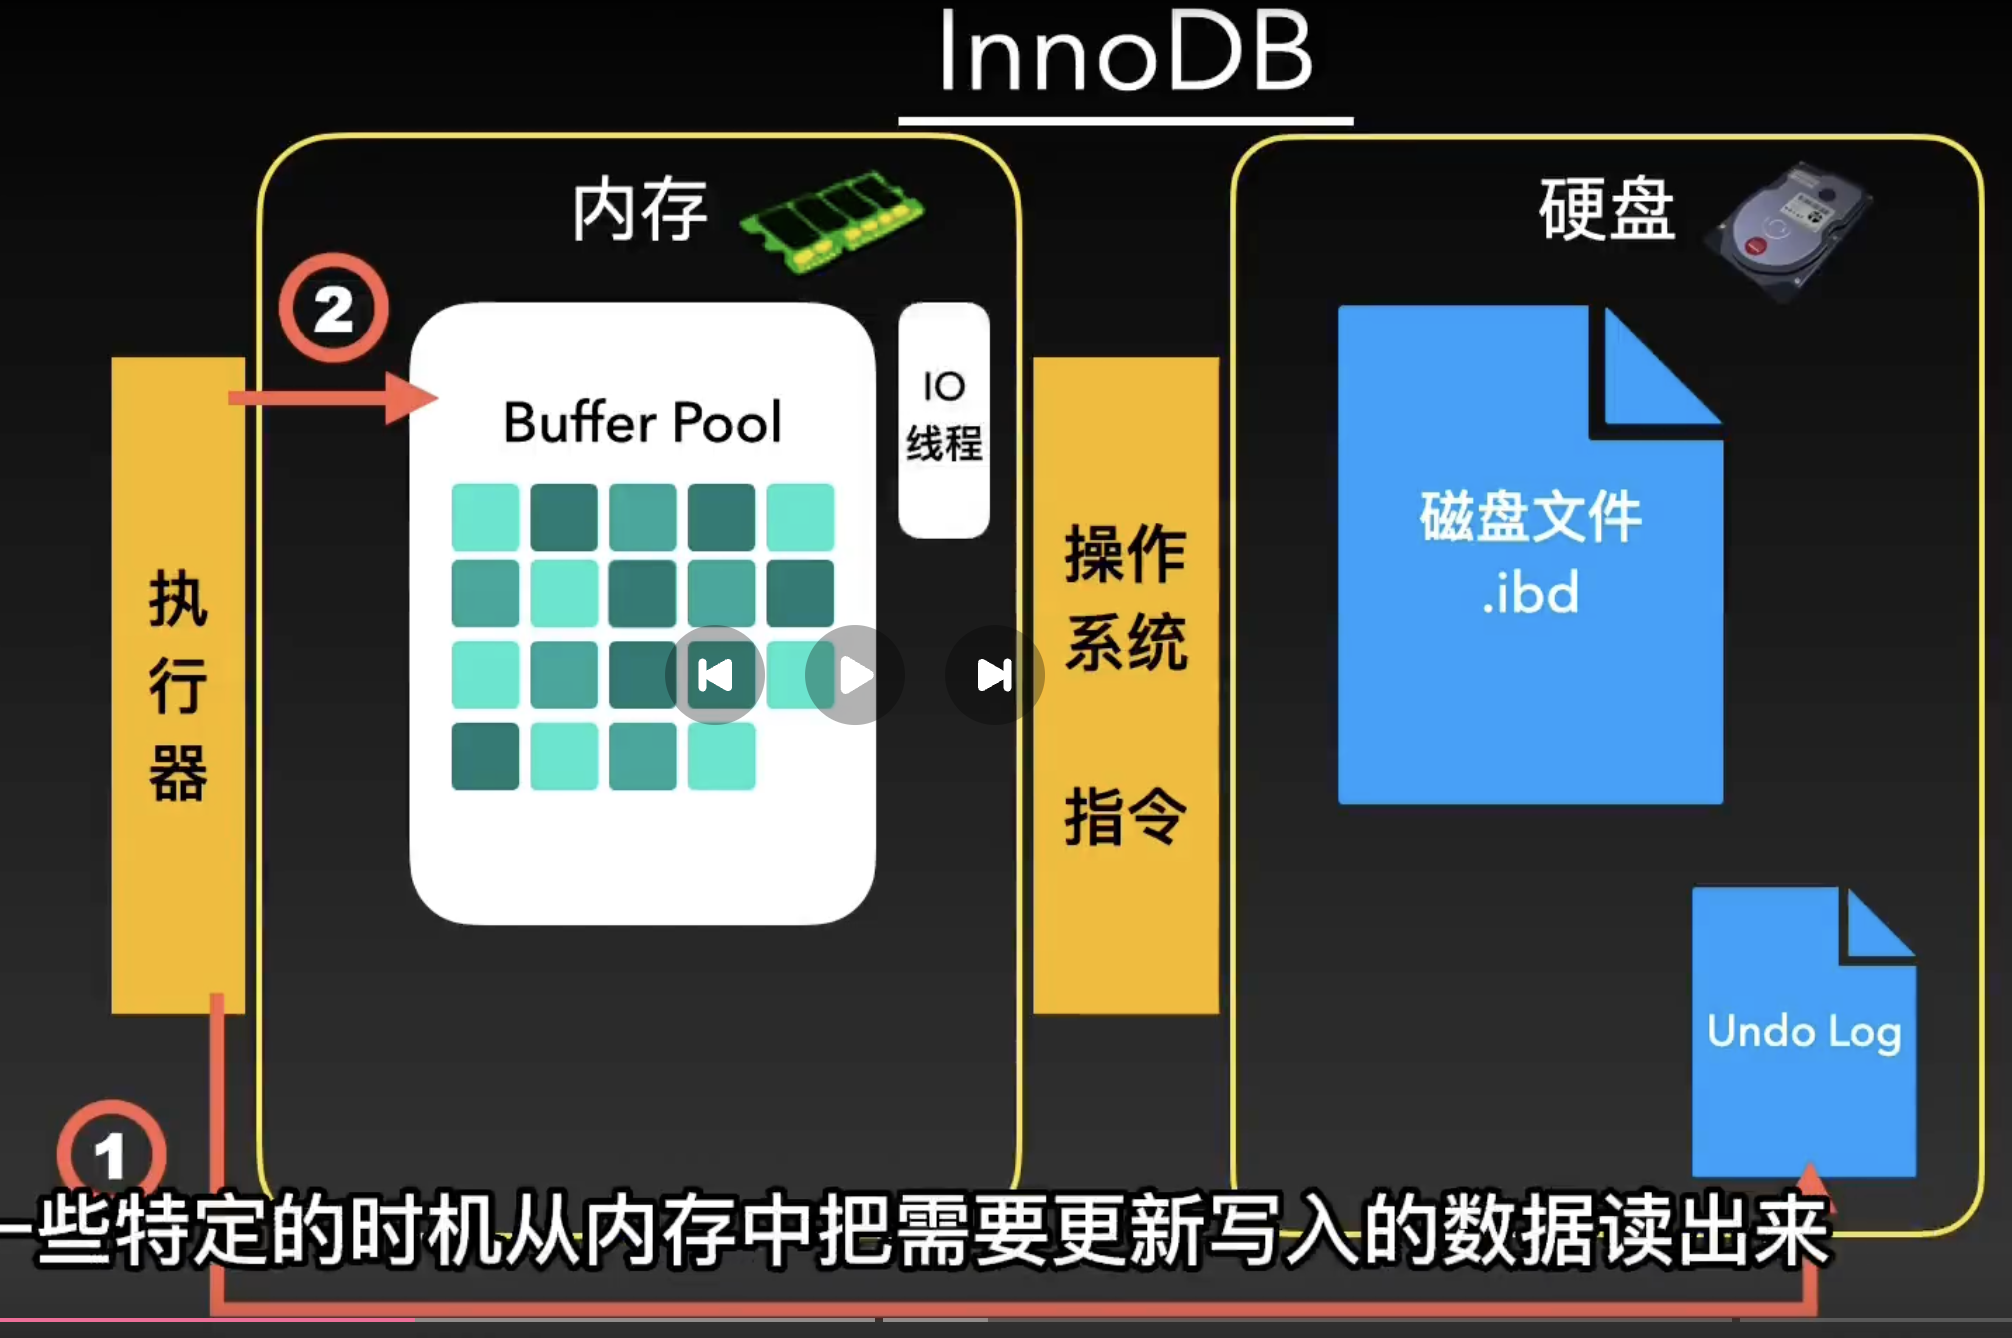 InnoDB
内存
硬盘
2
Buffer Pool
IO
线程
执
行
器
操作
系统
指令
磁盘文件
.ibd
Undo Log
1
一些特定的时机从内存中把需要更新写入的数据读出来